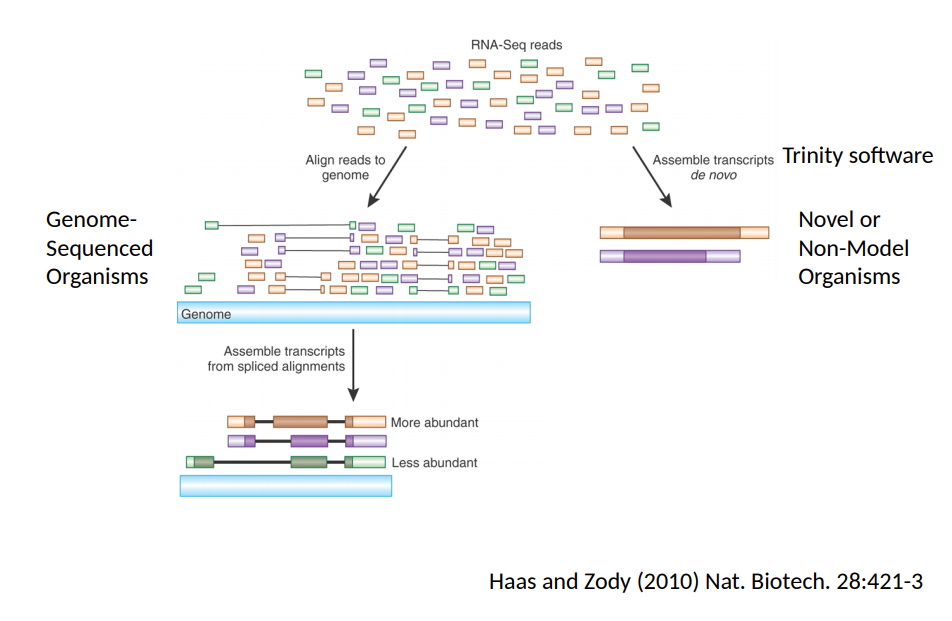 RNA-Seq reads
Align reads to
genome
Assemble transcripts
de novo
Trinity software
Genome-
Sequenced
Organisms
Novel or
Non-Model
Organisms
Genome
Assemble transcripts
from spliced alignments
More abundant
Less abundant
Haas and Zody (2010) Nat. Biotech. 28:421-3